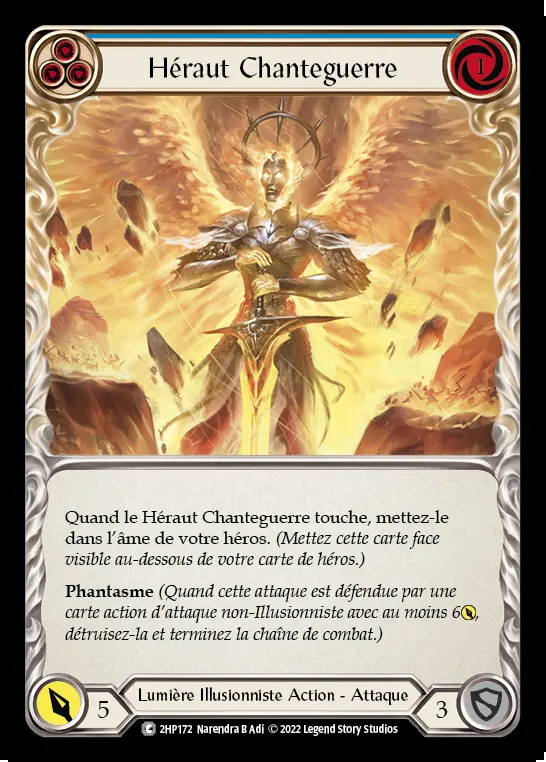 Héraut Chanteguerre
1
Quand le Héraut Chanteguerre touche, mettez-le
dans l'âme de votre héros. (Mettez cette carte face
visible au-dessous de votre carte de héros.)
Phantasme (Quand cette attaque est défendue par une
carte action d'attaque non-Illusionniste avec au moins 6,
détruisez-la et terminez la chaîne de combat.)
5
Lumière Illusionniste Action - Attaque
3
C 2HP172 Narendra B Adi © 2022 Legend Story Studios